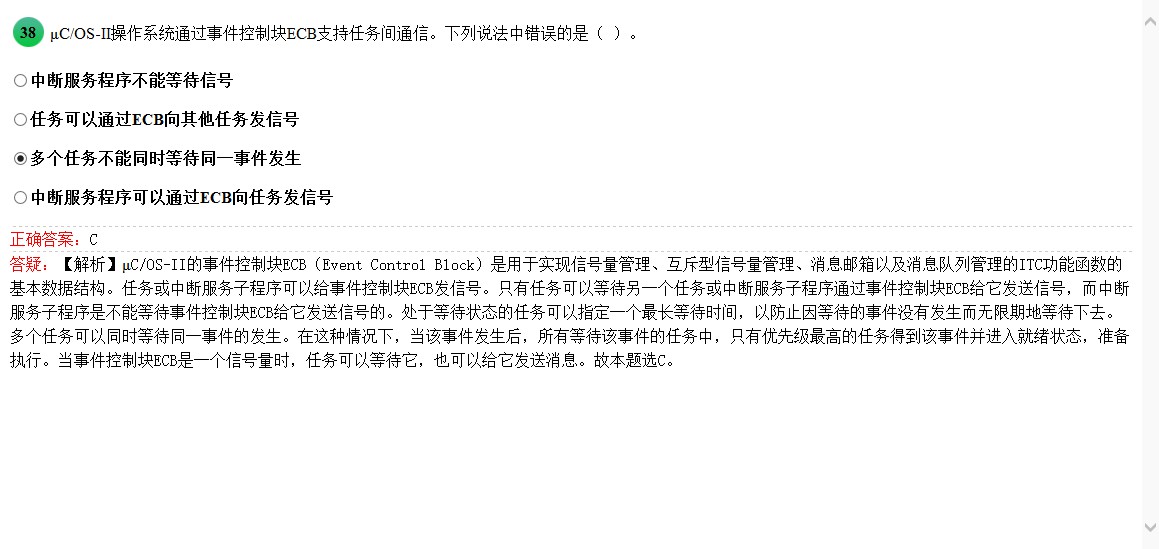 38 μC/OS-II操作系统通过事件控制块ECB支持任务间通信。下列说法中错误的是（ ）。
中断服务程序不能等待信号
任务可以通过ECB向其他任务发信号
多个任务不能同时等待同一事件发生
中断服务程序可以通过ECB向任务发信号
正确答案：C
答疑：【解析】μC/OS-II的事件控制块ECB（Event Control Block）是用于实现信号量管理、互斥型信号量管理、消息邮箱以及消息队列管理的ITC功能函数的
基本数据结构。任务或中断服务子程序可以给事件控制块ECB发信号。只有任务可以等待另一个任务或中断服务子程序通过事件控制块ECB给它发送信号，而中断
服务子程序是不能等待事件控制块ECB给它发送信号的。处于等待状态的任务可以指定一个最长等待时间，以防止因等待的事件没有发生而无限期地等待下去。
多个任务可以同时等待同一事件的发生。在这种情况下，当该事件发生后，所有等待该事件的任务中，只有优先级最高的任务得到该事件并进入就绪状态，准备
执行。当事件控制块ECB是一个信号量时，任务可以等待它，也可以给它发送消息。故本题选C。